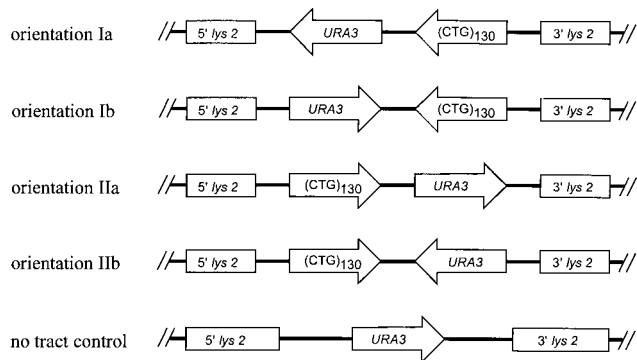 orientation Ia 5' lys 2 URA3 (CTG)130 3' lys 2
orientation Ib 5' lys 2 URA3 (CTG)130 3' lys 2
orientation IIa 5' lys 2 (CTG)130 URA3 3' lys 2
orientation IIb 5' lys 2 (CTG)130 URA3 3' lys 2
no tract control 5' lys 2 URA3 3' lys 2